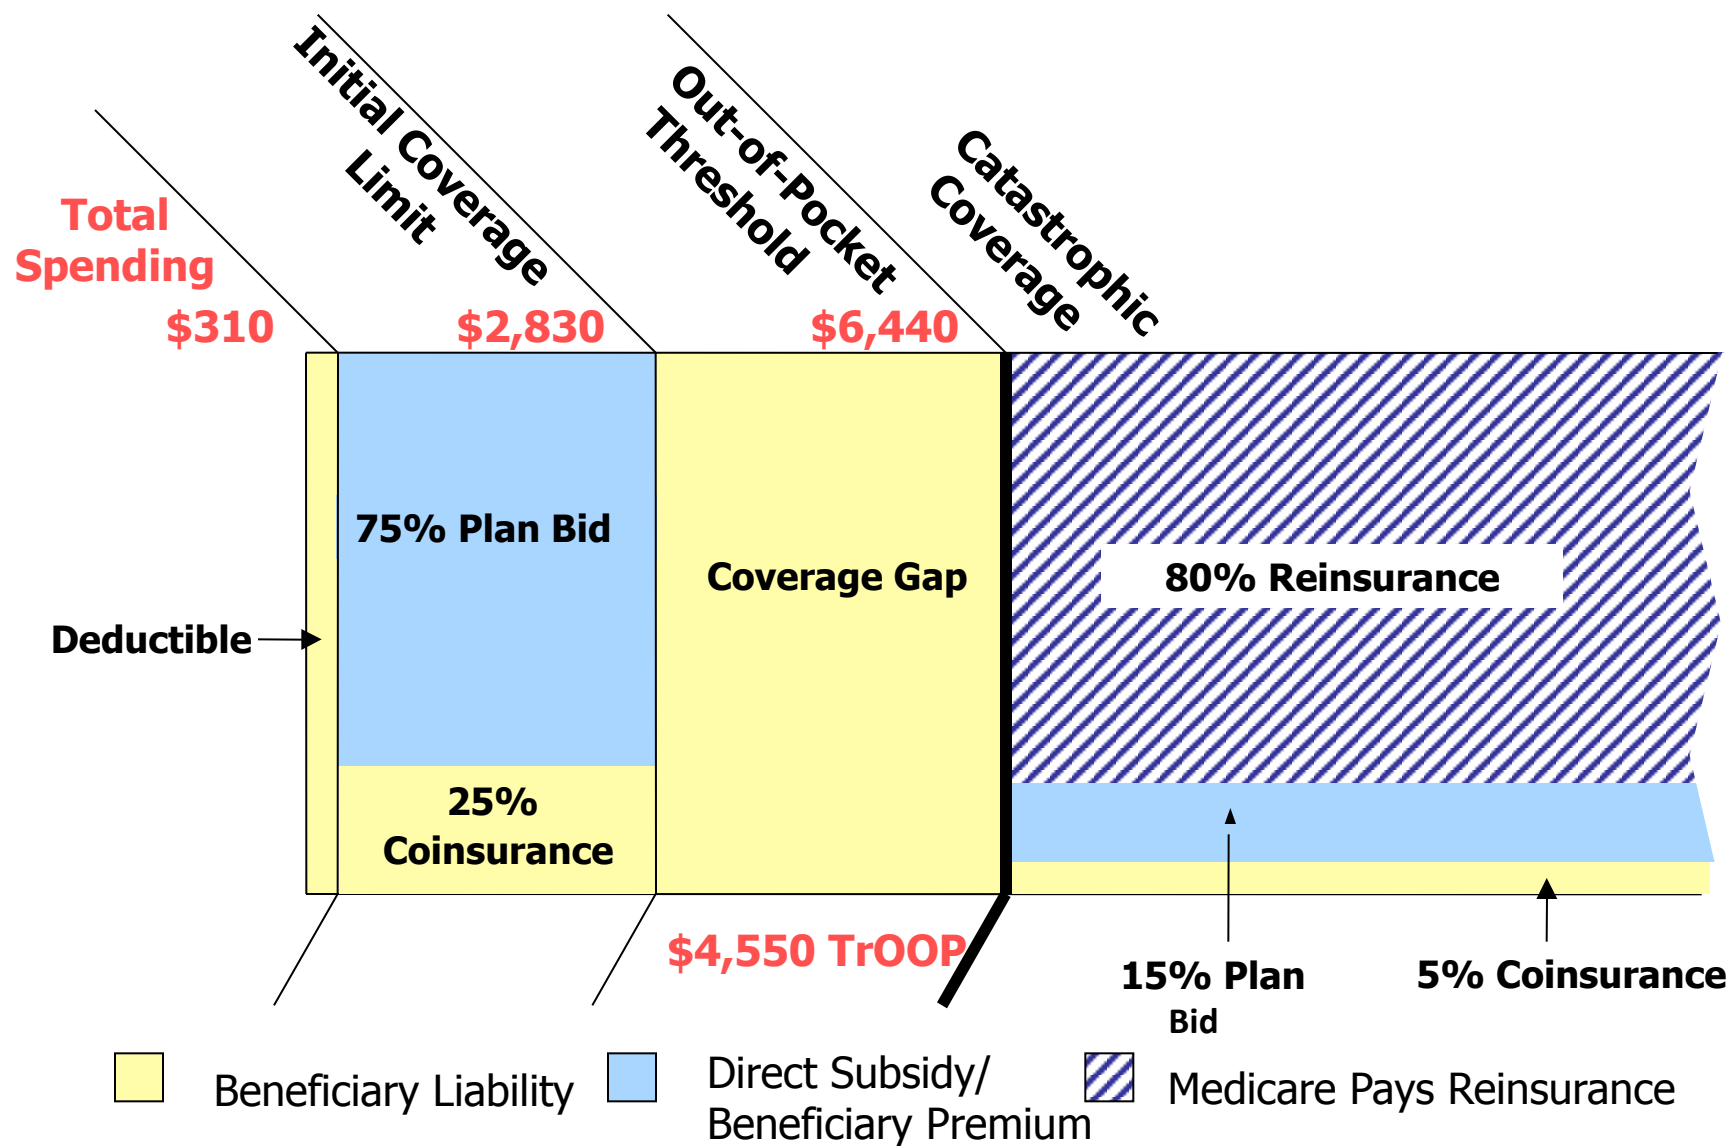 Initial Coverage
Limit
Out-of-Pocket
Threshold
Catastrophic
Coverage
Total
Spending
$310
$2,830
$6,440
75% Plan Bid
Coverage Gap
80% Reinsurance
Deductible
25%
Coinsurance
$4,550 TrOOP
15% Plan
Bid
5% Coinsurance
Beneficiary Liability
Direct Subsidy/
Beneficiary Premium
Medicare Pays Reinsurance